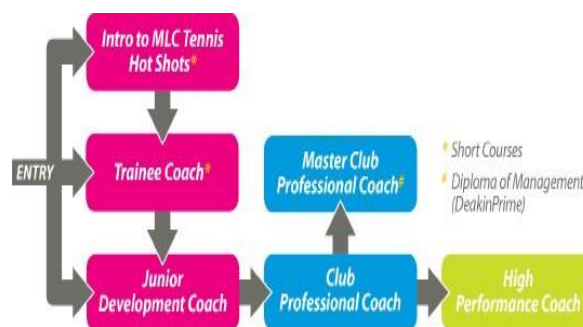 Intro to MLC Tennis
Hot Shots*
ENTRY
Trainee Coach*
Master Club
Professional Coach#
* Short Courses
* Diploma of Management
(DeakinPrime)
Junior
Development Coach
Club
Professional Coach
High
Performance Coach